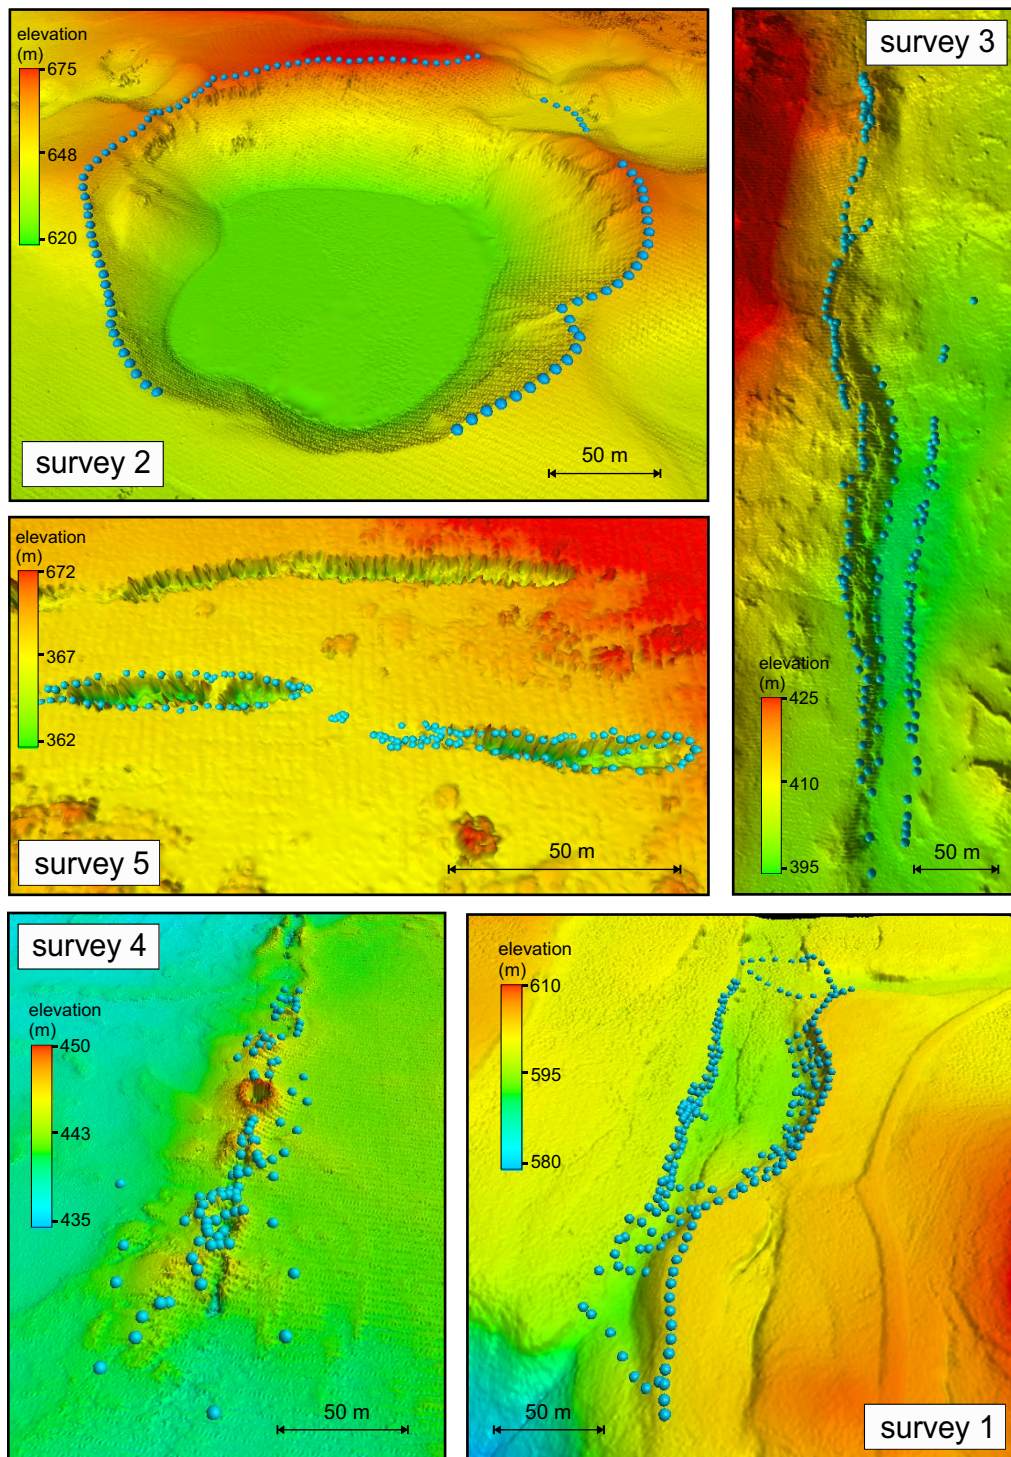 elevation
(m)
675
648
620
survey 2
50 m
survey 3
elevation
(m)
425
410
395
50 m
elevation
(m)
672
367
362
survey 5
50 m
survey 4
elevation
(m)
450
443
435
50 m
elevation
(m)
610
595
580
50 m
survey 1